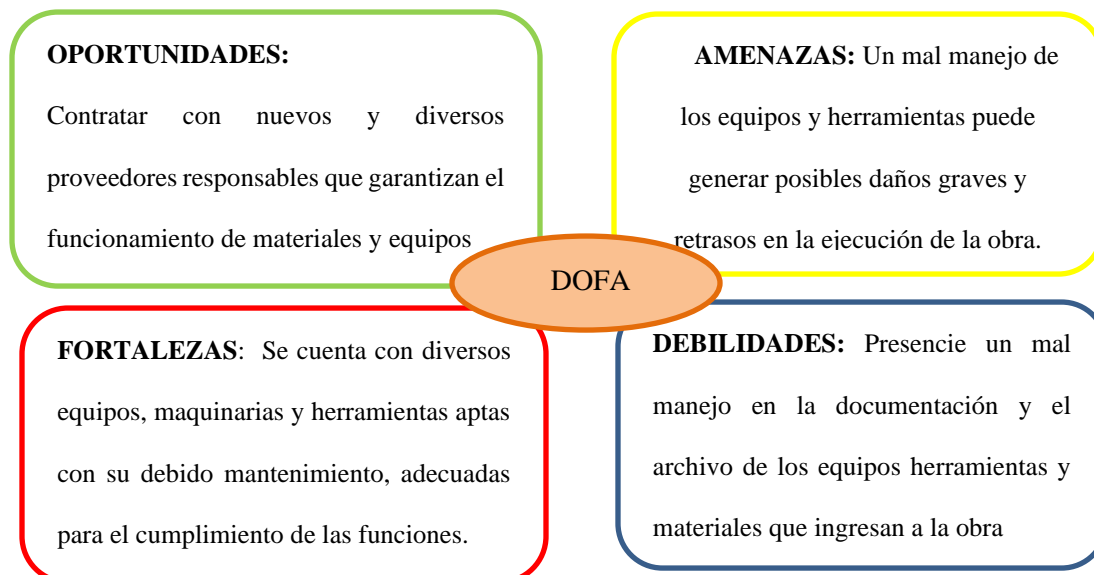 OPORTUNIDADES:
Contratar con nuevos y diversos
proveedores responsables que garantizan el
funcionamiento de materiales y equipos
AMENAZAS: Un mal manejo de
los equipos y herramientas puede
generar posibles daños graves y
retrasos en la ejecución de la obra.
DOFA
FORTALEZAS: Se cuenta con diversos
equipos, maquinarias y herramientas aptas
con su debido mantenimiento, adecuadas
para el cumplimiento de las funciones.
DEBILIDADES: Presencie un mal
manejo en la documentación y el
archivo de los equipos herramientas y
materiales que ingresan a la obra